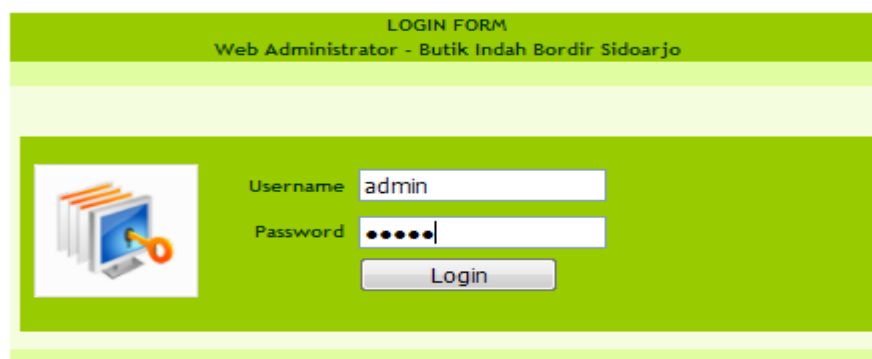 LOGIN FORM
Web Administrator - Butik Indah Bordir Sidoarjo
Username admin
Password •••••
Login